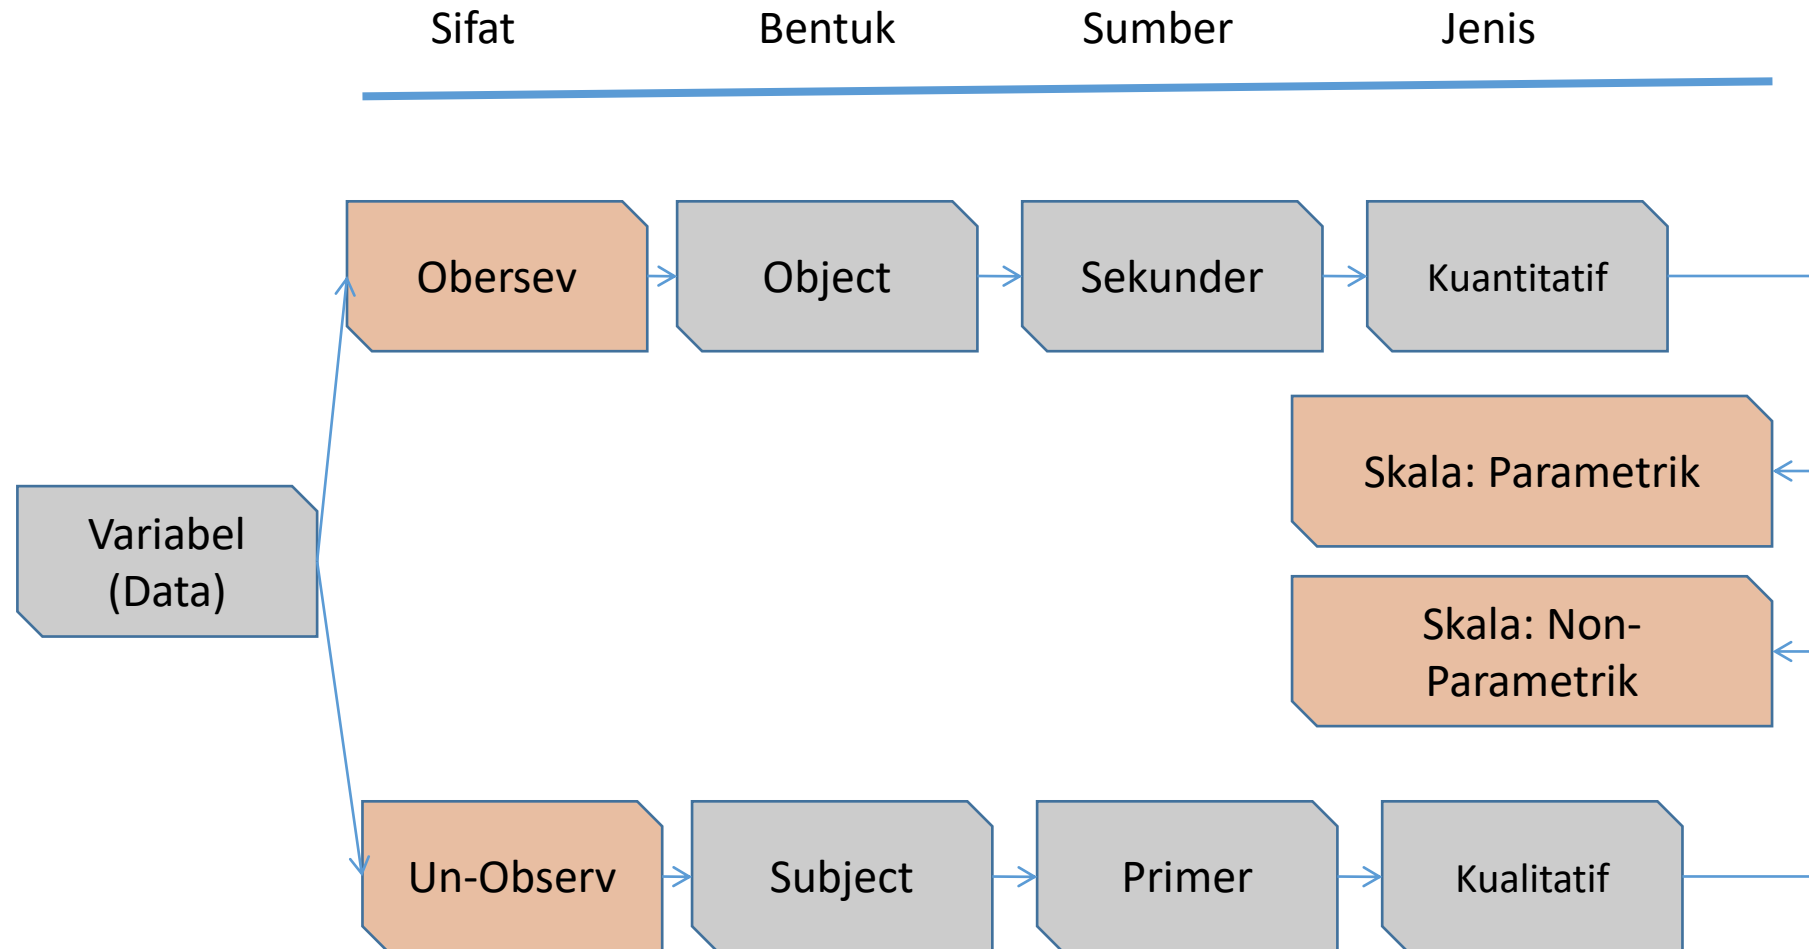 Sifat
Bentuk
Sumber
Jenis
Obersev
Object
Sekunder
Kuantitatif
Skala: Parametrik
Variabel
(Data)
Skala: Non-
Parametrik
Un-Observ
Subject
Primer
Kualitatif